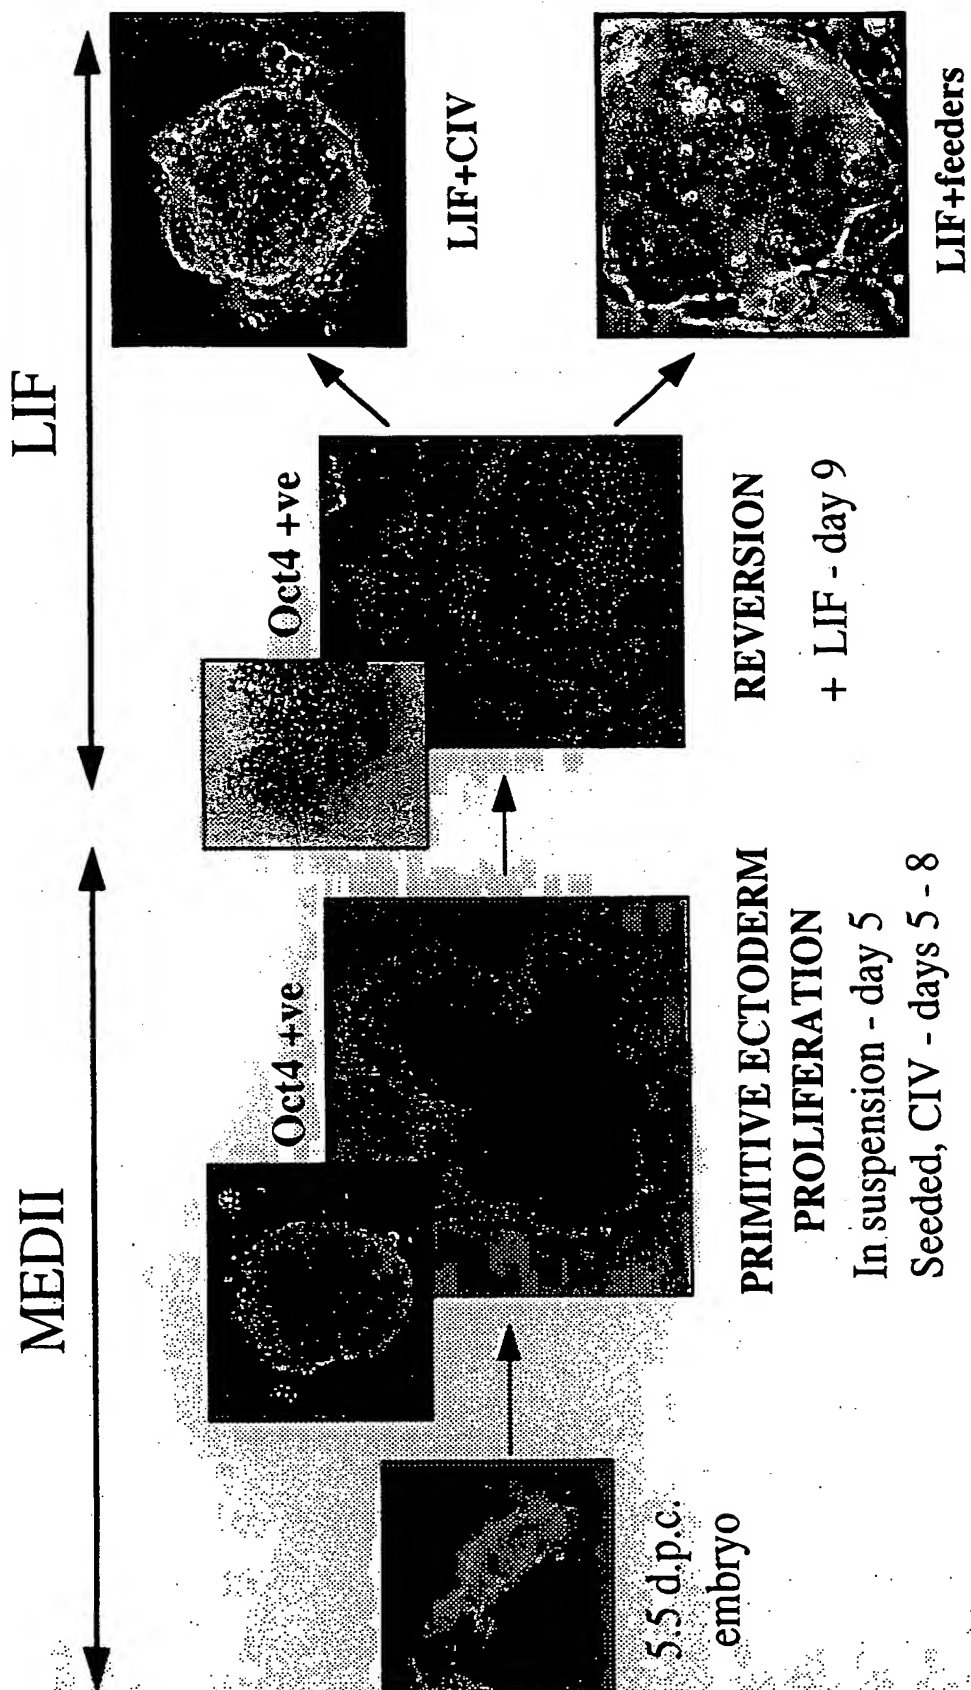 MEDII
LIF
5.5 d.p.c.
embryo
Oct4 +ve
PRIMITIVE ECTODERM
PROLIFERATION
In suspension - day 5
Seeded, CIV - days 5 - 8
Oct4 +ve
REVERSION
+ LIF - day 9
LIF+CIV
LIF+feeders